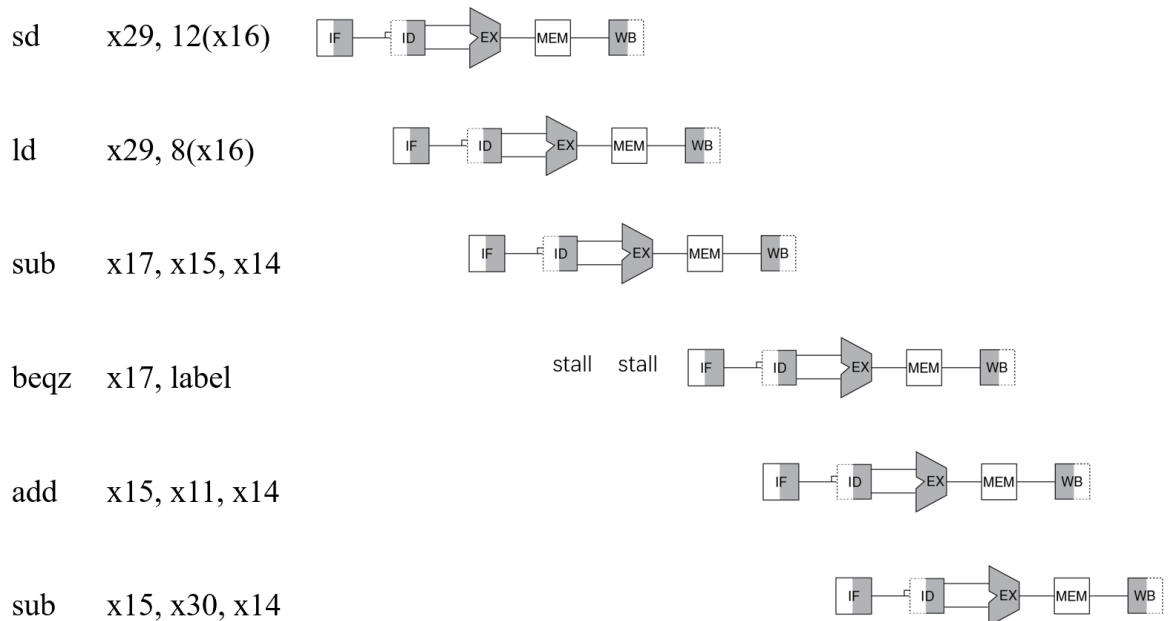 sd x29, 12(x16) IF ID EX MEM WB
ld x29, 8(x16) IF ID EX MEM WB
sub x17, x15, x14 IF ID EX MEM WB
beqz x17, label stall stall IF ID EX MEM WB
add x15, x11, x14 IF ID EX MEM WB
sub x15, x30, x14 IF ID EX MEM WB